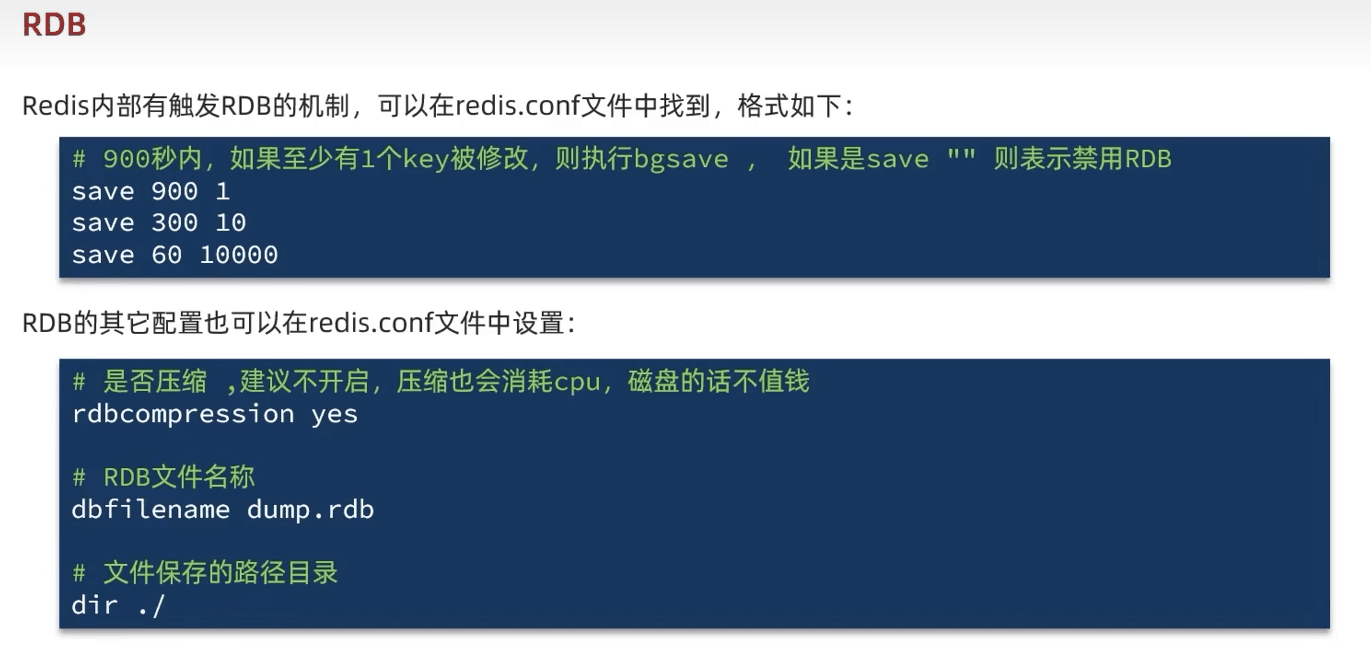 RDB
Redis内部有触发RDB的机制，可以在redis.conf文件中找到，格式如下：
# 900秒内，如果至少有1个key被修改，则执行bgsave ， 如果是save "" 则表示禁用RDB
save 900 1
save 300 10
save 60 10000
RDB的其它配置也可以在redis.conf文件中设置：
# 是否压缩 ,建议不开启，压缩也会消耗cpu，磁盘的话不值钱
rdbcompression yes
# RDB文件名称
dbfilename dump.rdb
# 文件保存的路径目录
dir ./